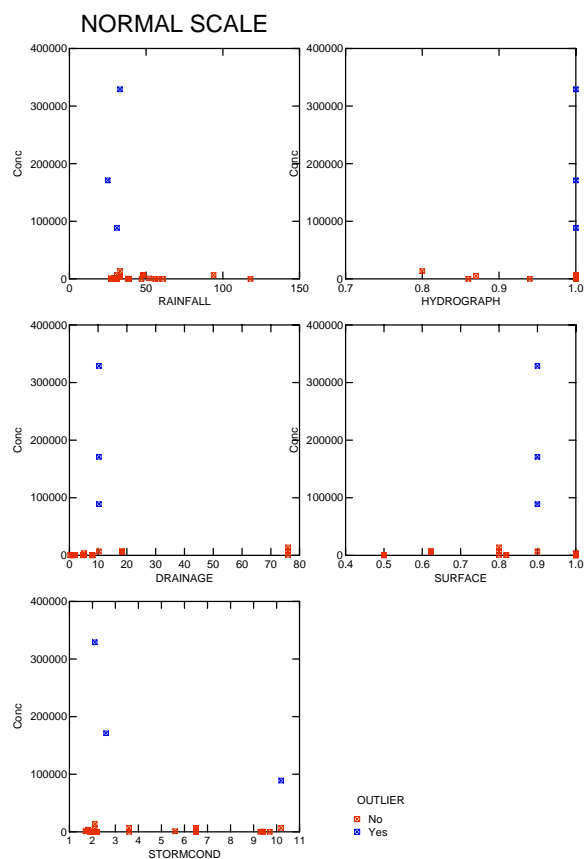 NORMAL SCALE
400000
300000
200000
100000
0
Conc
0 50 100 150
RAINFALL
400000
300000
200000
100000
0
Conc
0.7 0.8 0.9 1.0
HYDROGRAPH
400000
300000
200000
100000
0
Conc
0 10 20 30 40 50 60 70 80
DRAINAGE
400000
300000
200000
100000
0
Conc
0.4 0.5 0.6 0.7 0.8 0.9 1.0
SURFACE
400000
300000
200000
100000
0
Conc
1 2 3 4 5 6 7 8 9 10 11
STORMCOND
OUTLIER
No
Yes